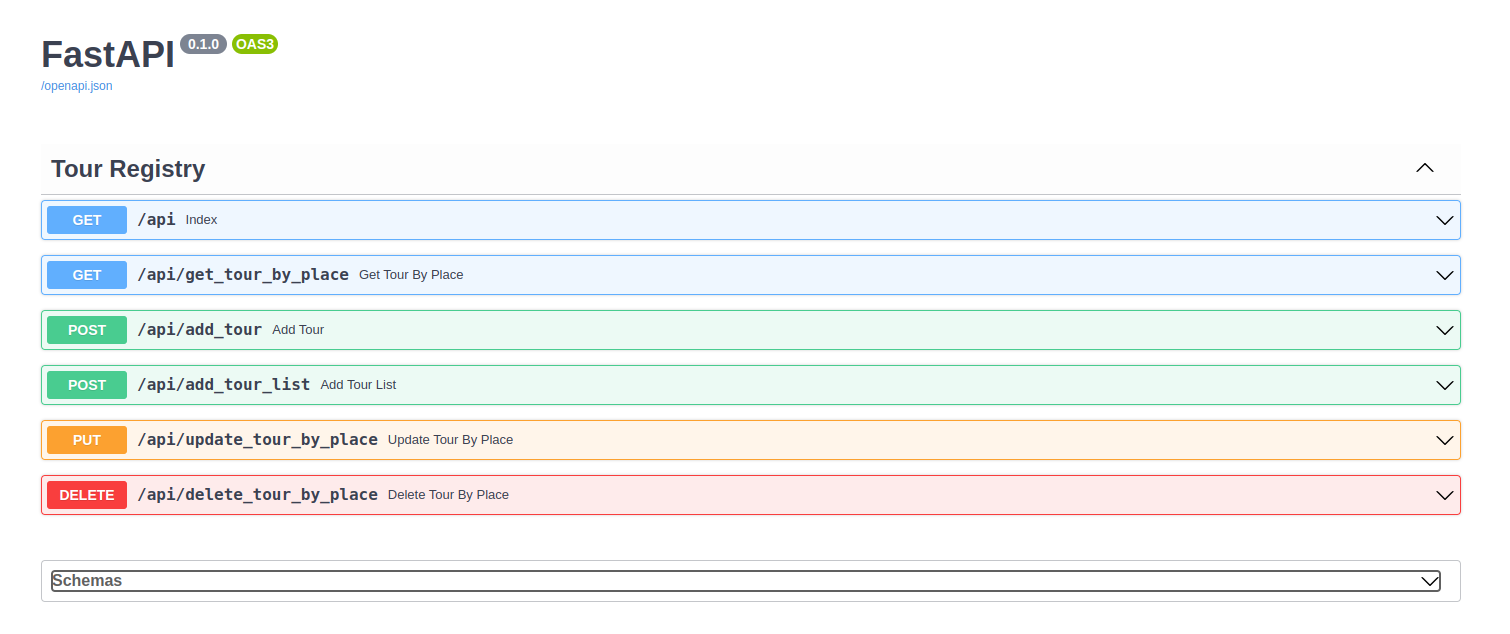 FastAPI 0.1.0 OAS3
/openapi.json
Tour Registry
GET /api Index
GET /api/get_tour_by_place Get Tour By Place
POST /api/add_tour Add Tour
POST /api/add_tour_list Add Tour List
PUT /api/update_tour_by_place Update Tour By Place
DELETE /api/delete_tour_by_place Delete Tour By Place
Schemas